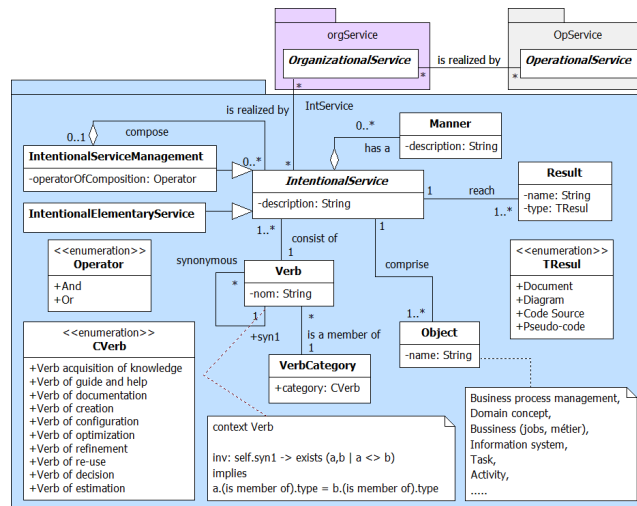 orgService
OpService
OrganizationalService
is realized by
OperationalService
*
*
*
is realized by
IntService
compose
0..1
0..*
*
0..*
Manner
-description: String
has a
IntentionalServiceManagement
-operatorOfComposition: Operator
IntentionalService
-description: String
Result
-name: String
-type: TResul
1
reach
1..*
IntentionalElementaryService
1..*
consist of
1
1
comprise
1..*
<<enumeration>>
Operator
+And
+Or
synonymous
*
Verb
-nom: String
1
+syn1
*
is a member of
1
<<enumeration>>
TResul
+Document
+Diagram
+Code Source
+Pseudo-code
Object
-name: String
<<enumeration>>
CVerb
+Verb acquisition of knowledge
+Verb of guide and help
+Verb of documentation
+Verb of creation
+Verb of configuration
+Verb of optimization
+Verb of refinement
+Verb of re-use
+Verb of decision
+Verb of estimation
VerbCategory
+category: CVerb
context Verb
inv: self.syn1 -> exists (a,b | a <> b)
implies
a.(is member of).type = b.(is member of).type
Business process management,
Domain concept,
Bussiness (jobs, métier),
Information system,
Task,
Activity,
.....